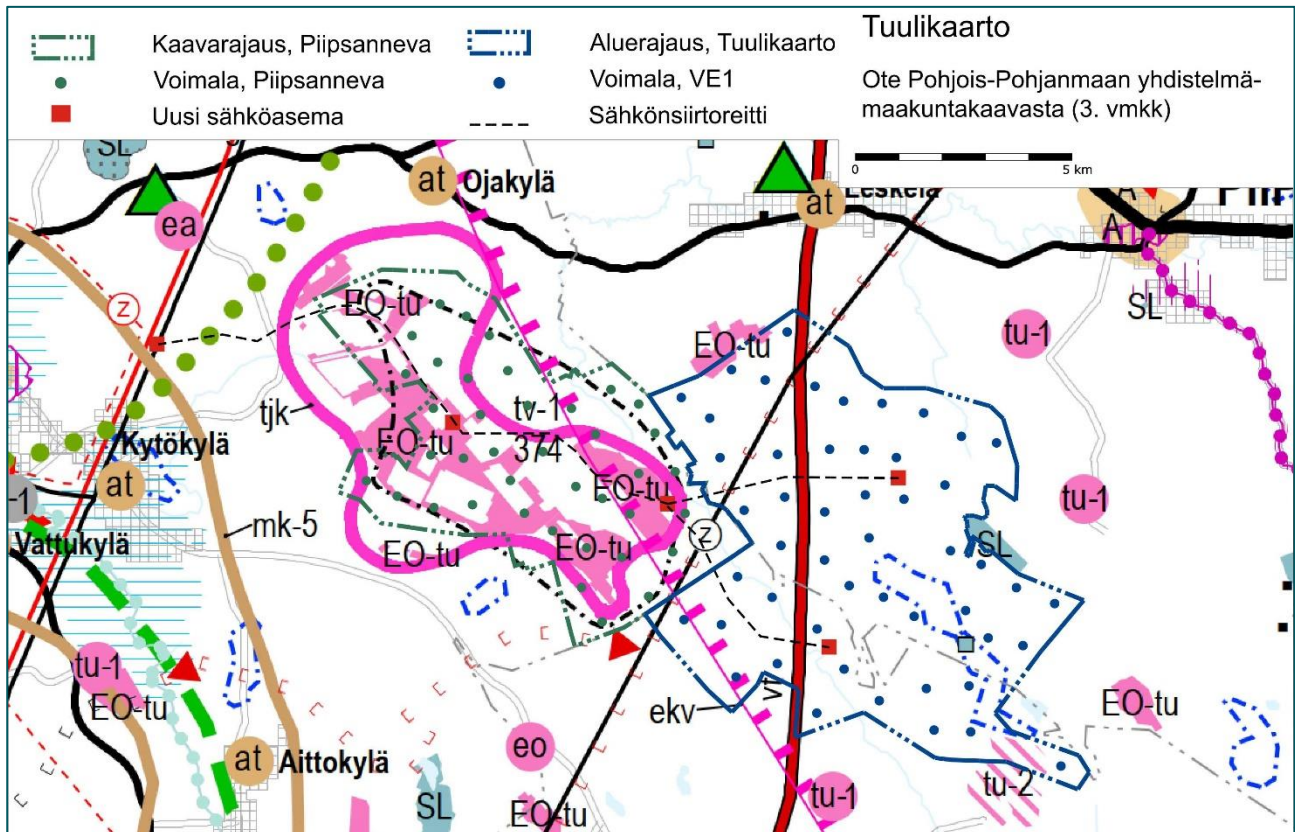 Kaavarajaus, Piipsanneva
Voimala, Piipsanneva
Uusi sähköasema
Aluerajaus, Tuulikaarto
Voimala, VE1
Sähkönsiirtoreitti
Tuulikaarto
Ote Pohjois-Pohjanmaan yhdistelmä-
maakuntakaavasta (3. vmkk)
5 km
SL
ea
at
Ojakylä
at
Leskelä
A
A
SL
EO-tu
EO-tu
tu-1
z
tjk
tv-1
374
EO-tu
EO-tu
Kytökylä
at
-1
mk-5
Vattukylä
EO-tu
EO-tu
z
SL
tu-1
tu-1
EO-tu
ekv
vt
EO-tu
at
Aittokylä
eo
SL
EO-tu
tu-1
tu-2